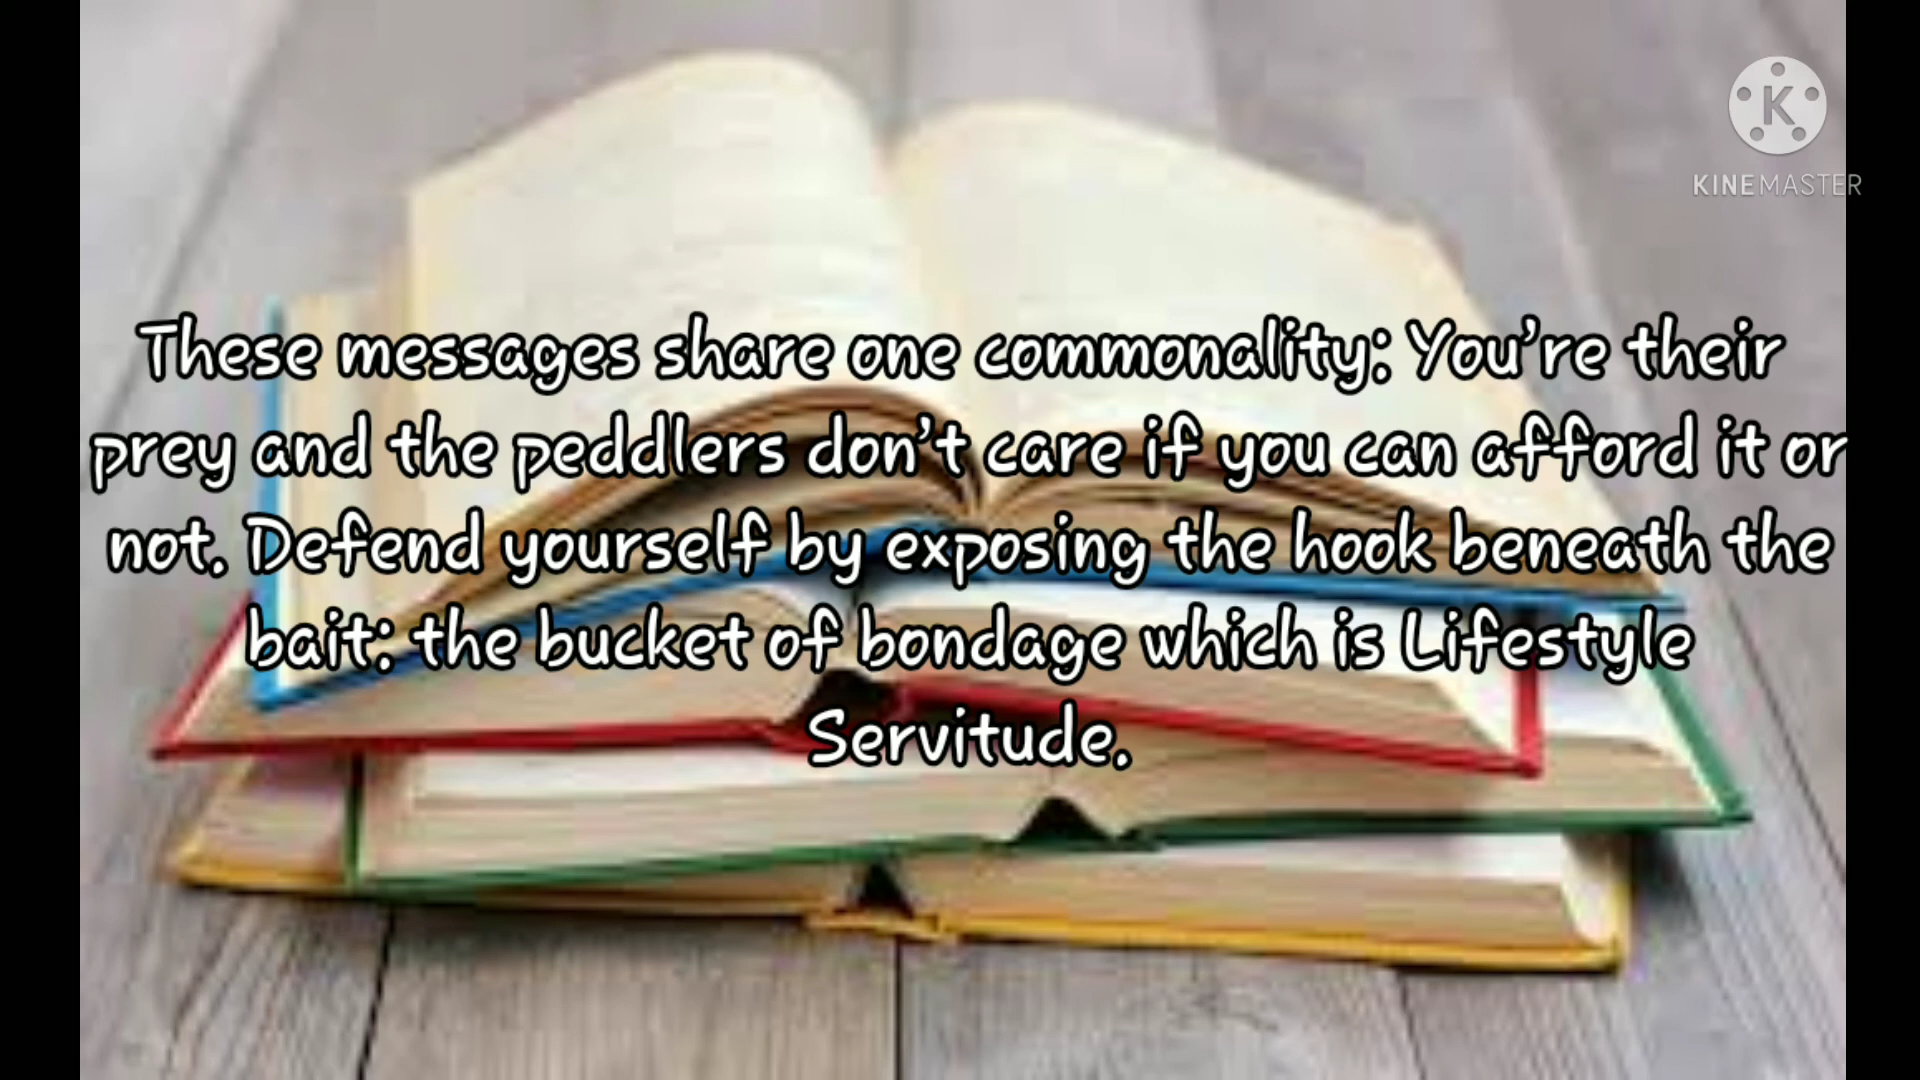 K
KINEMASTER
These messages share one commonality: You're their
prey and the peddlers don't care if you can afford it or
not. Defend yourself by exposing the hook beneath the
bait: the bucket of bondage which is Lifestyle
Servitude.